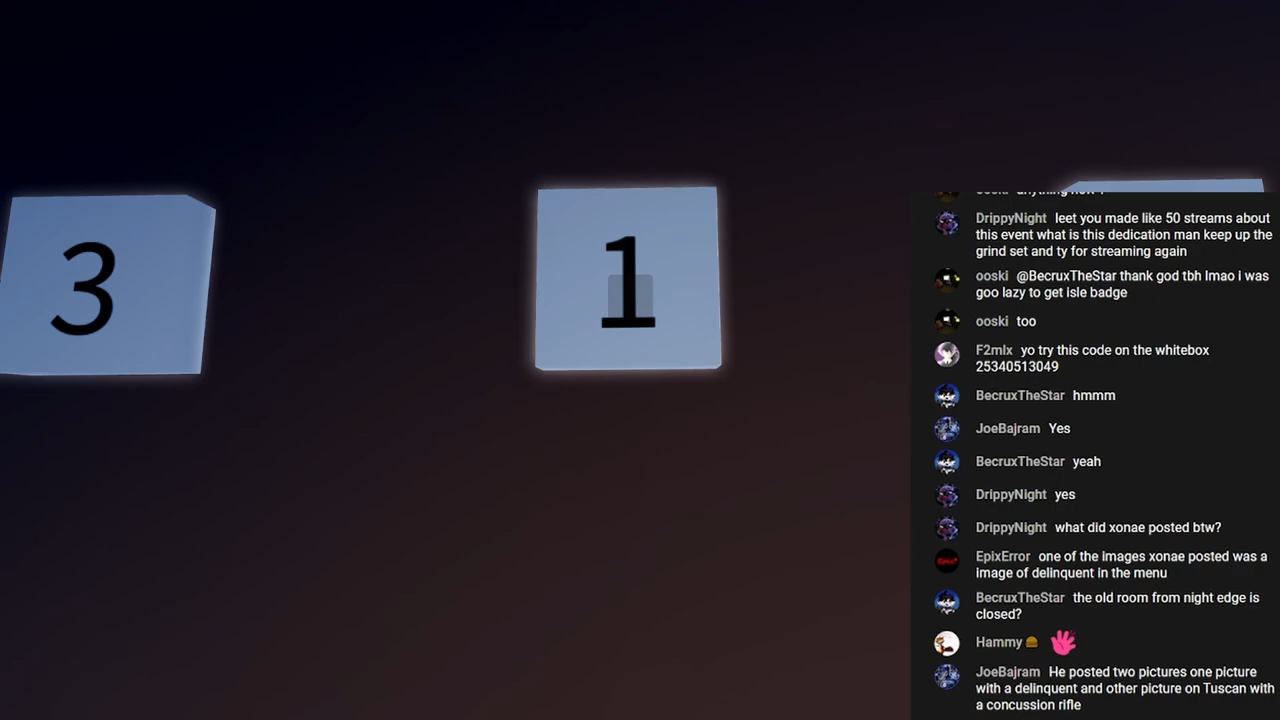 3
1
DrippyNight leet you made like 50 streams about
this event what is this dedication man keep up the
grind set and ty for streaming again
ooski @BecruxTheStar thank god tbh lmao i was
goo lazy to get isle badge
ooski too
F2mlx yo try this code on the whitebox
25340513049
BecruxTheStar hmmm
JoeBajram Yes
BecruxTheStar yeah
DrippyNight yes
DrippyNight what did xonae posted btw?
EpixError one of the images xonae posted was a
image of delinquent in the menu
BecruxTheStar the old room from night edge is
closed?
Hammy
JoeBajram He posted two pictures one picture
with a delinquent and other picture on Tuscan with
a concussion rifle